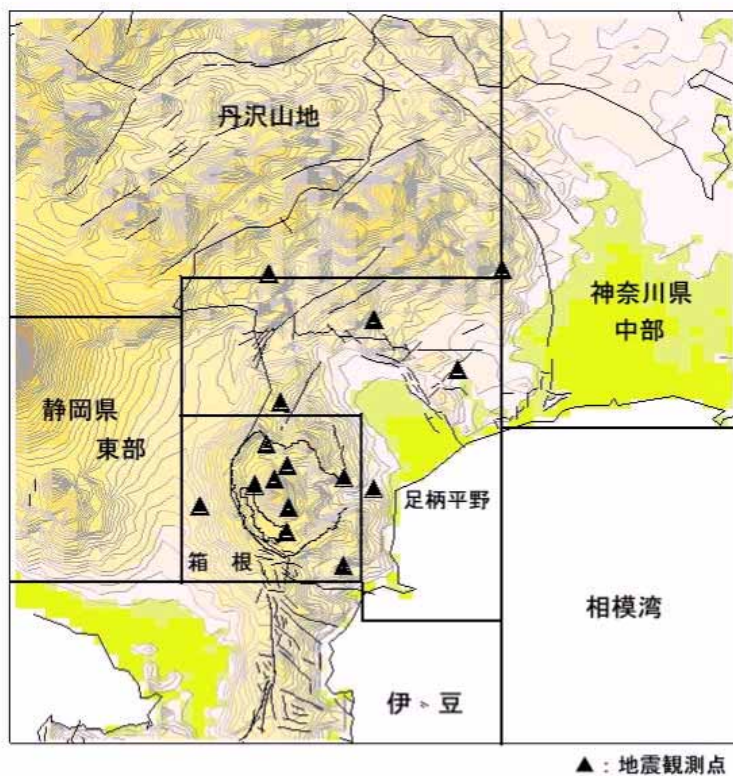 丹沢山地
神奈川県
中部
静岡県
東部
足柄平野
箱根
相模湾
伊豆
▲：地震観測点